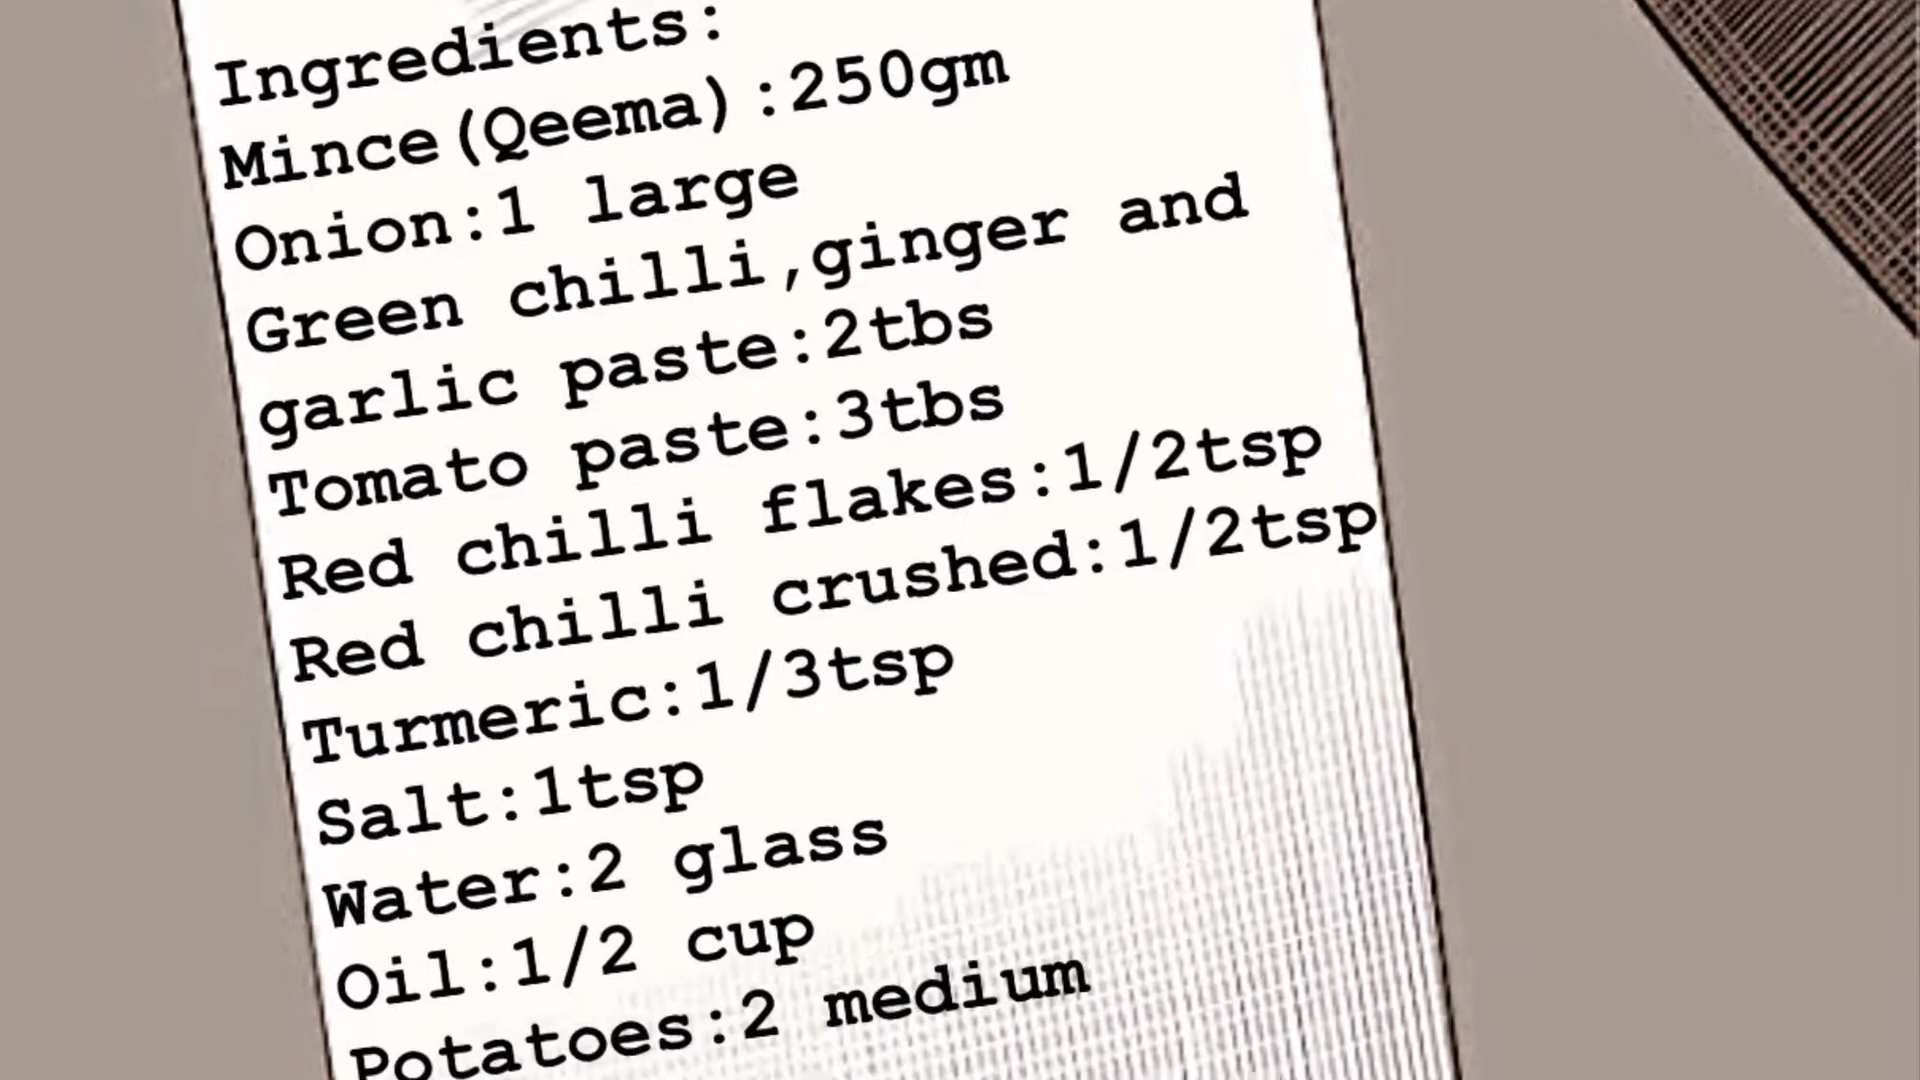 Ingredients:
Mince(Qeema):250gm
Onion:1 large
Green chilli,ginger and
garlic paste:2tbs
Tomato paste:3tbs
Red chilli flakes:1/2tsp
Red chilli crushed:1/2tsp
Turmeric:1/3tsp
Salt:1tsp
Water:2 glass
Oil:1/2 cup
Potatoes:2 medium